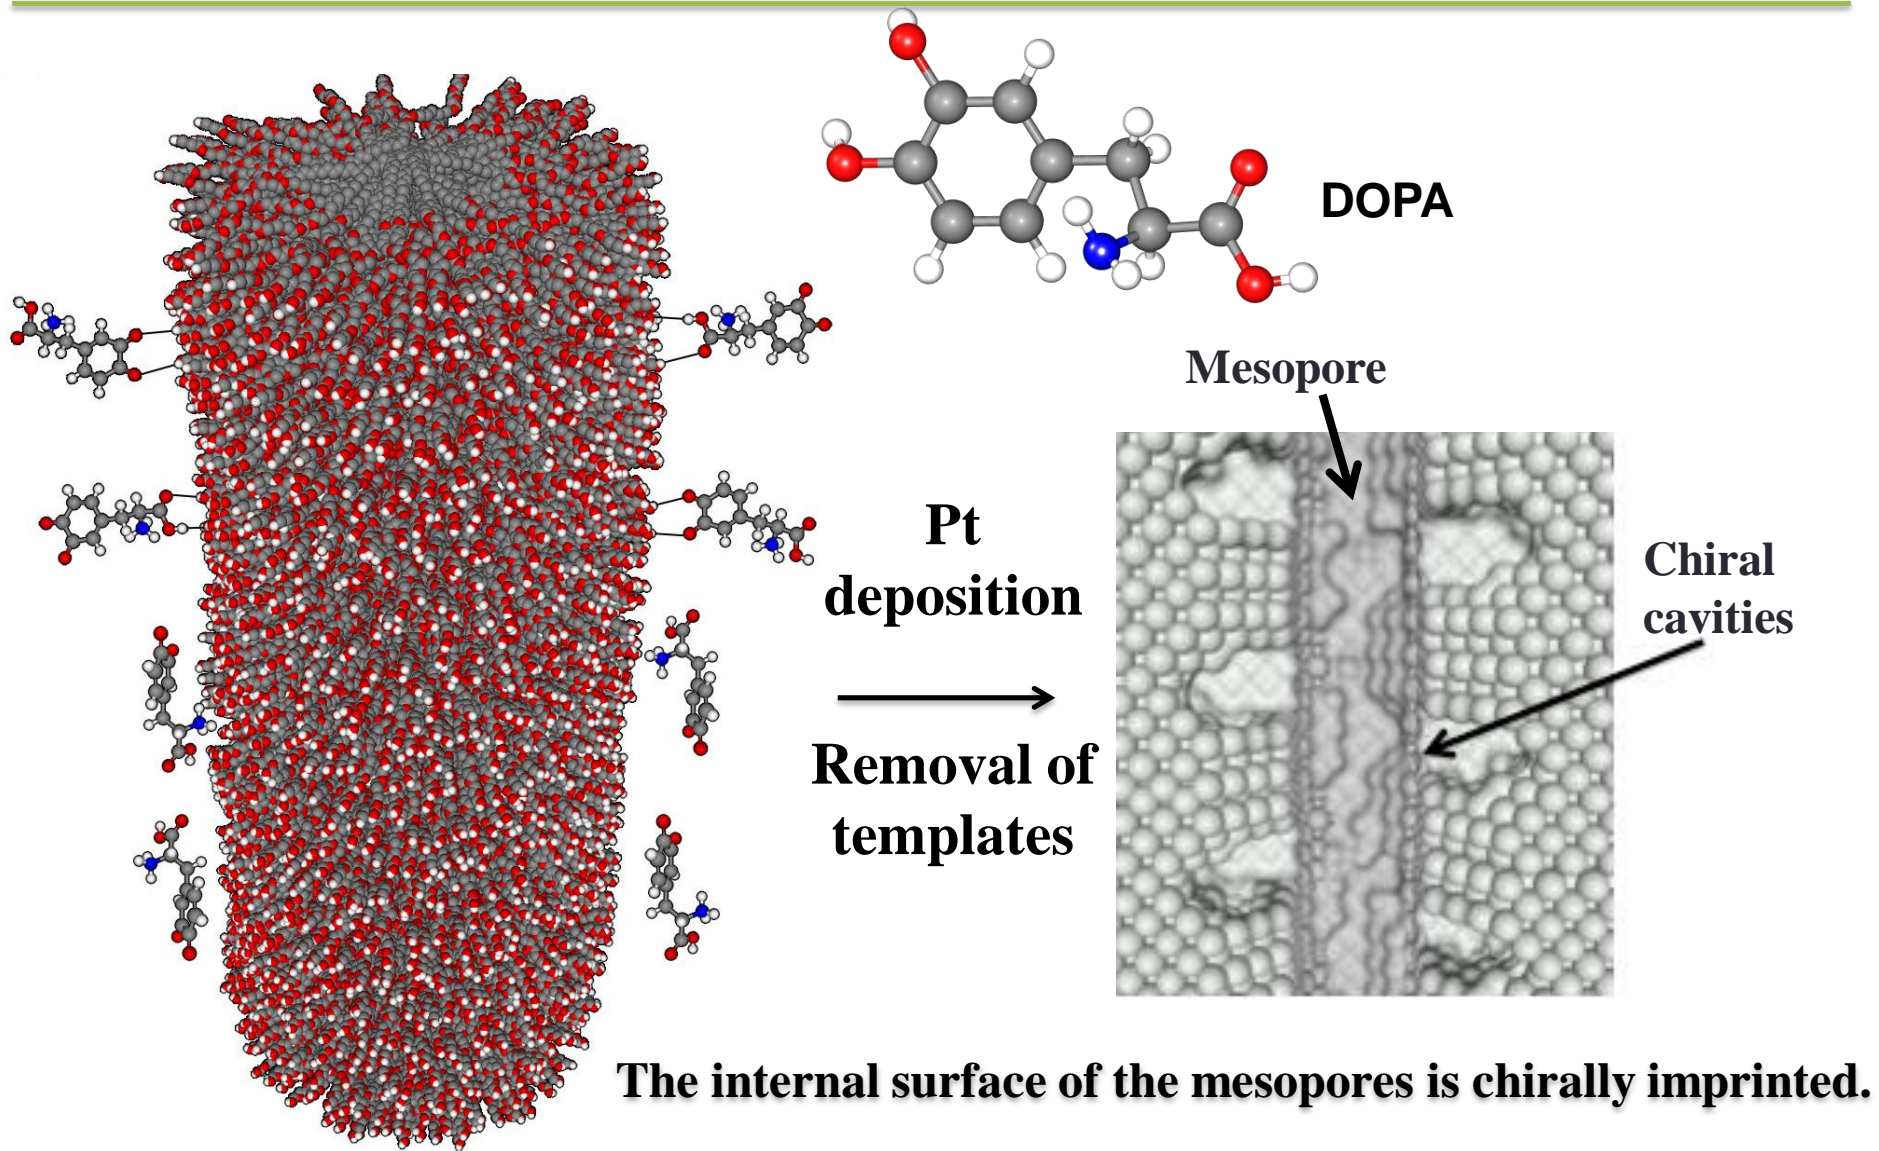 DOPA
Mesopore
Pt
deposition
Chiral
cavities
Removal of
templates
The internal surface of the mesopores is chirally imprinted.